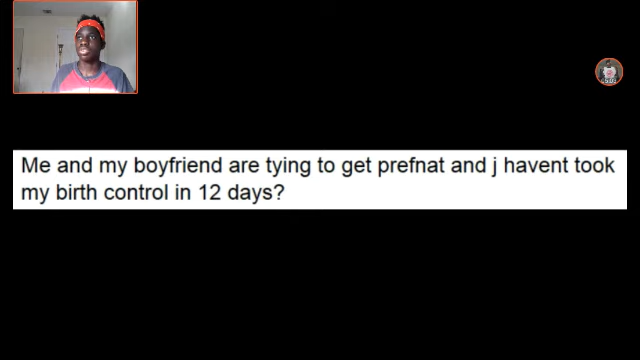 Me and my boyfriend are tying to get prefnat and j havent took
my birth control in 12 days?